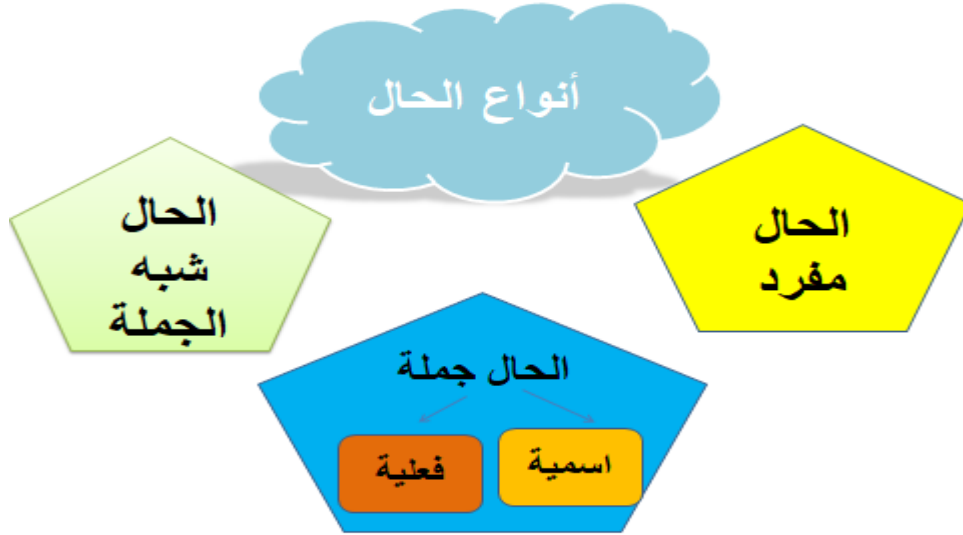 أنواع الحال
الحال
مفرد
الحال
شبه
الجملة
الحال جملة
اسمية
فعلية